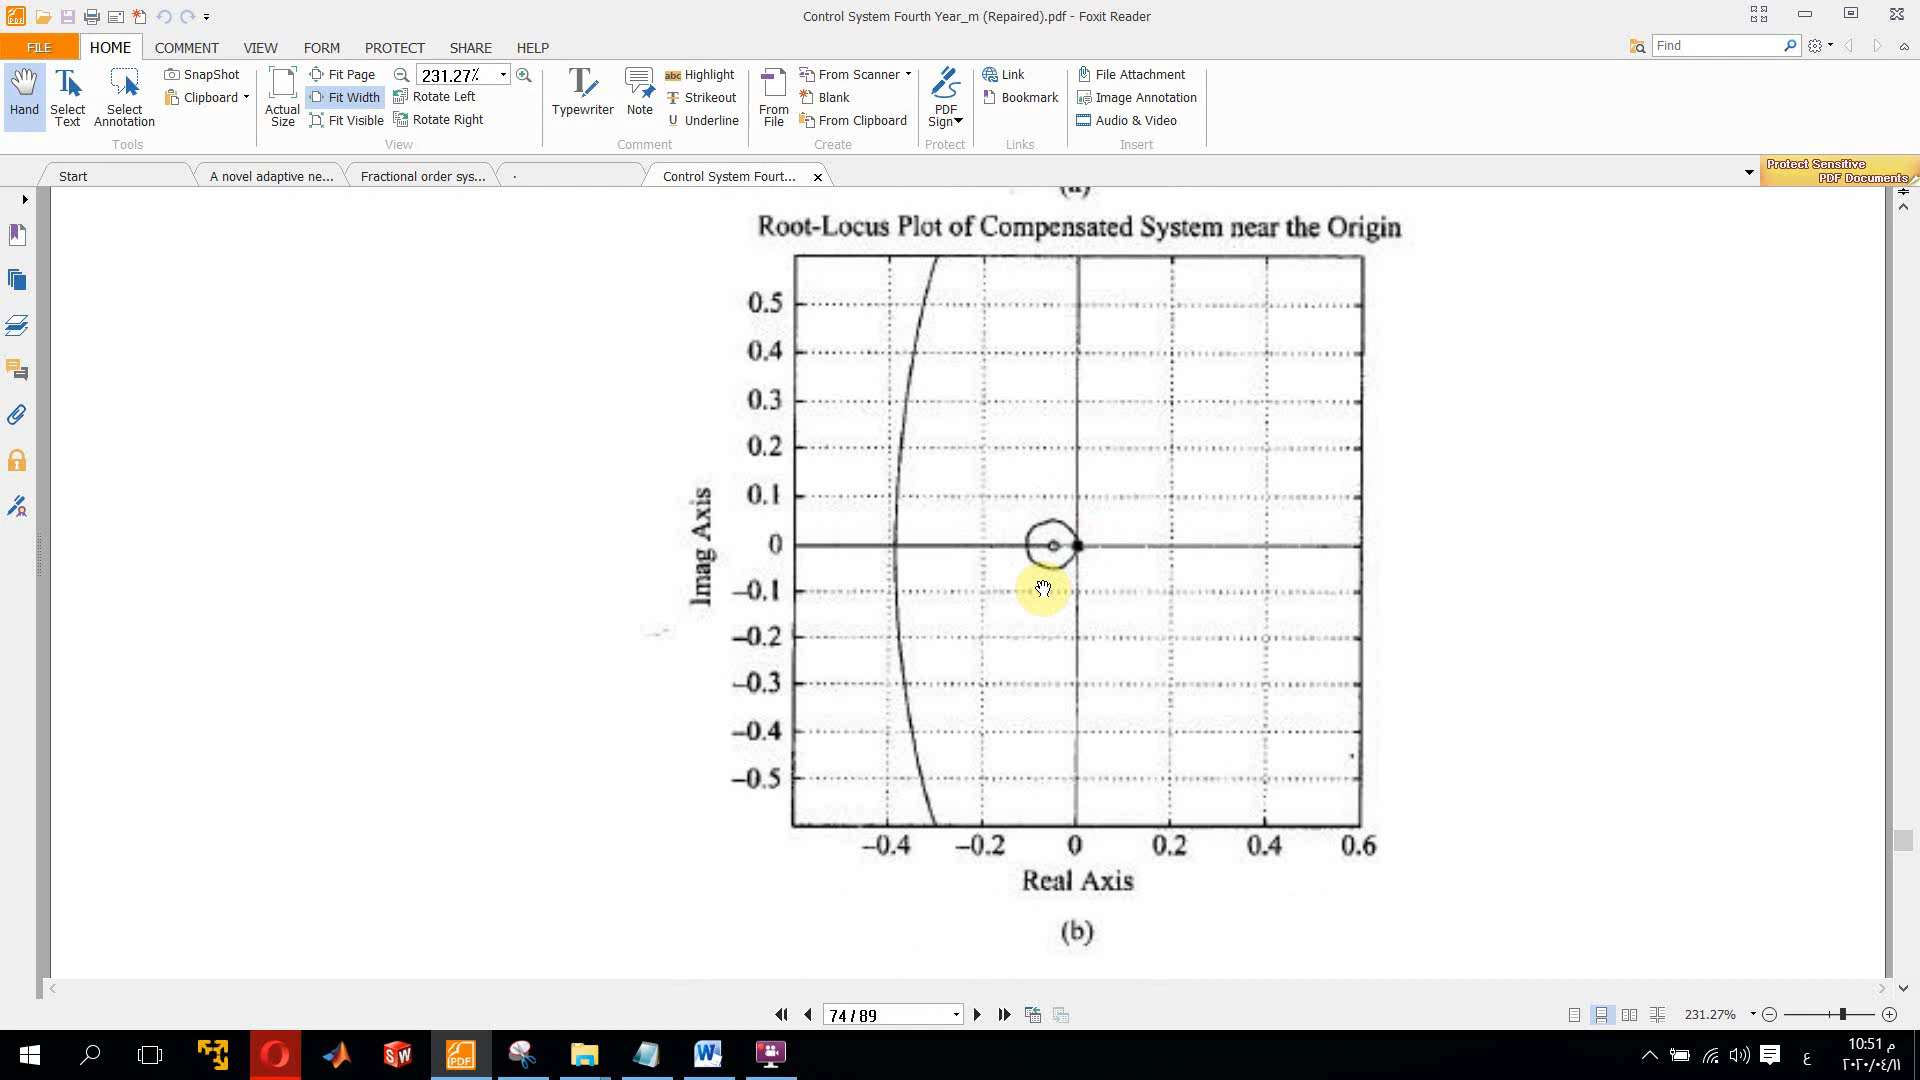 Control System Fourth Year_m (Repaired).pdf - Foxit Reader
FILE HOME COMMENT VIEW FORM PROTECT SHARE HELP
Find
Hand
Select Text
Select Annotation
SnapShot
Clipboard
Tools
Actual Size
Fit Page
Fit Width
Fit Visible
231.27%
Rotate Left
Rotate Right
View
Typewriter
Note
Highlight
Strikeout
Underline
Comment
From File
From Scanner
Blank
From Clipboard
Create
PDF Sign
Protect
Link
Bookmark
Links
File Attachment
Image Annotation
Audio & Video
Insert
Start A novel adaptive ne... Fractional order sys... . Control System Fourt...
Protect Sensitive
PDF Documents
Root-Locus Plot of Compensated System near the Origin
0.5
0.4
0.3
0.2
0.1
0
–0.1
–0.2
–0.3
–0.4
–0.5
Imag Axis
–0.4 –0.2 0 0.2 0.4 0.6
Real Axis
(b)
74 / 89
231.27%
ع
10:51 م
٢٠٢٠/٠٤/١١